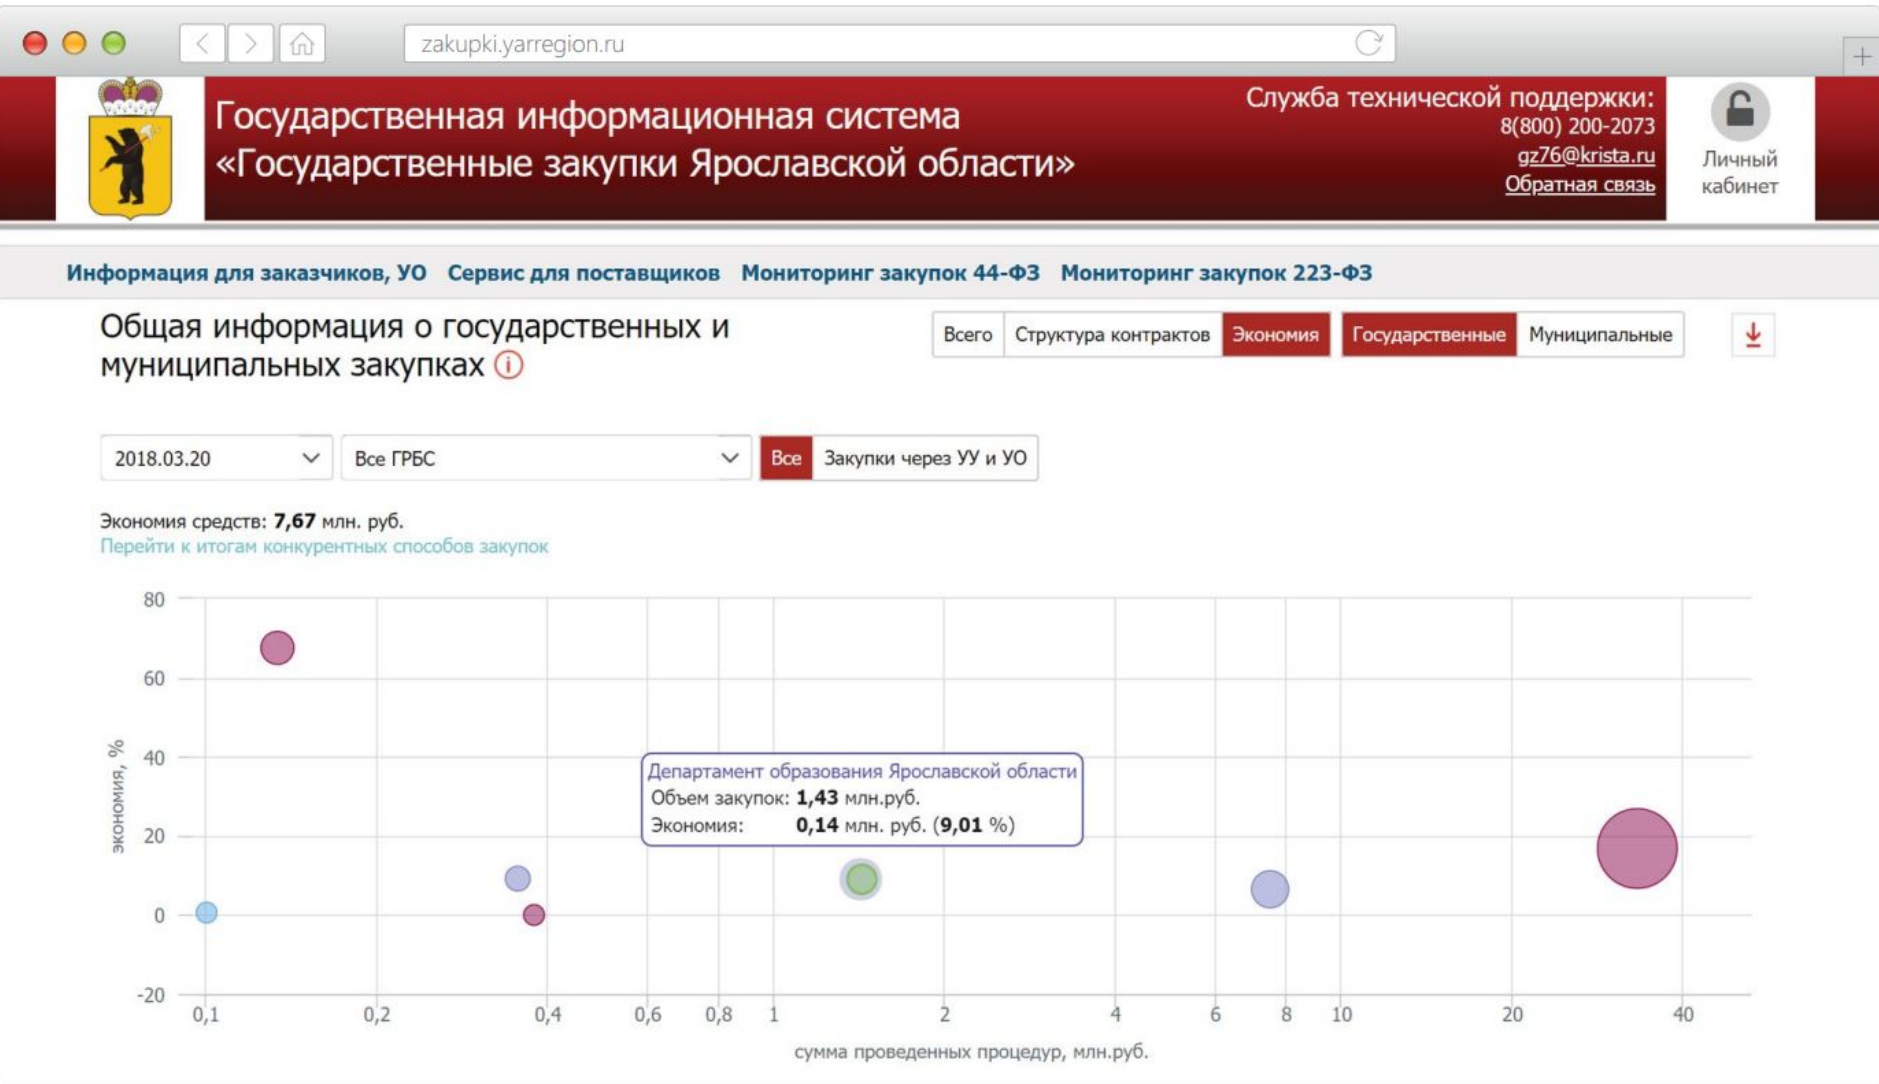 zakupki.yarregion.ru
Государственная информационная система
«Государственные закупки Ярославской области»
Служба технической поддержки:
8(800) 200-2073
gz76@krista.ru
Обратная связь
Личный
кабинет
Информация для заказчиков, УО Сервис для поставщиков Мониторинг закупок 44-ФЗ Мониторинг закупок 223-ФЗ
Общая информация о государственных и
муниципальных закупках
Всего Структура контрактов Экономия Государственные Муниципальные
2018.03.20 Все ГРБС Все Закупки через УУ и УО
Экономия средств: 7,67 млн. руб.
Перейти к итогам конкурентных способов закупок
80
60
40
20
0
-20
экономия, %
Департамент образования Ярославской области
Объем закупок: 1,43 млн.руб.
Экономия: 0,14 млн. руб. (9,01 %)
0,1 0,2 0,4 0,6 0,8 1 2 4 6 8 10 20 40
сумма проведенных процедур, млн.руб.